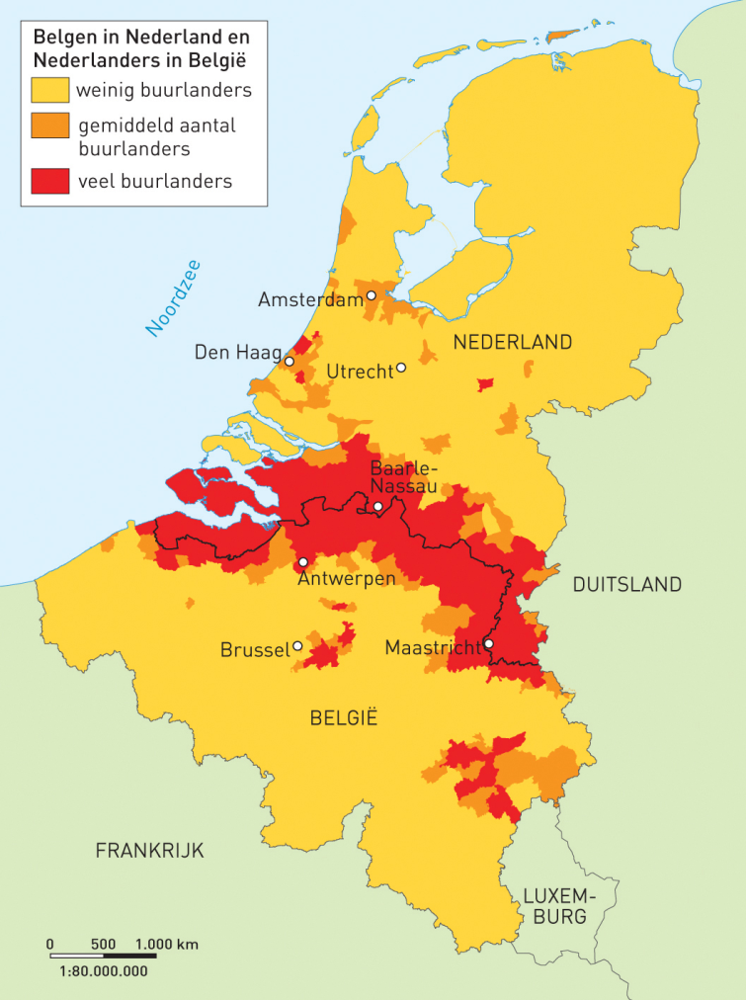 Belgen in Nederland en
Nederlanders in België
weinig buurlanders
gemiddeld aantal
buurlanders
veel buurlanders
Noordzee
Amsterdam
Den Haag
Utrecht
NEDERLAND
Baarle-
Nassau
Antwerpen
DUITSLAND
Brussel
Maastricht
BELGIË
FRANKRIJK
LUXEM-
BURG
0 500 1.000 km
1:80.000.000